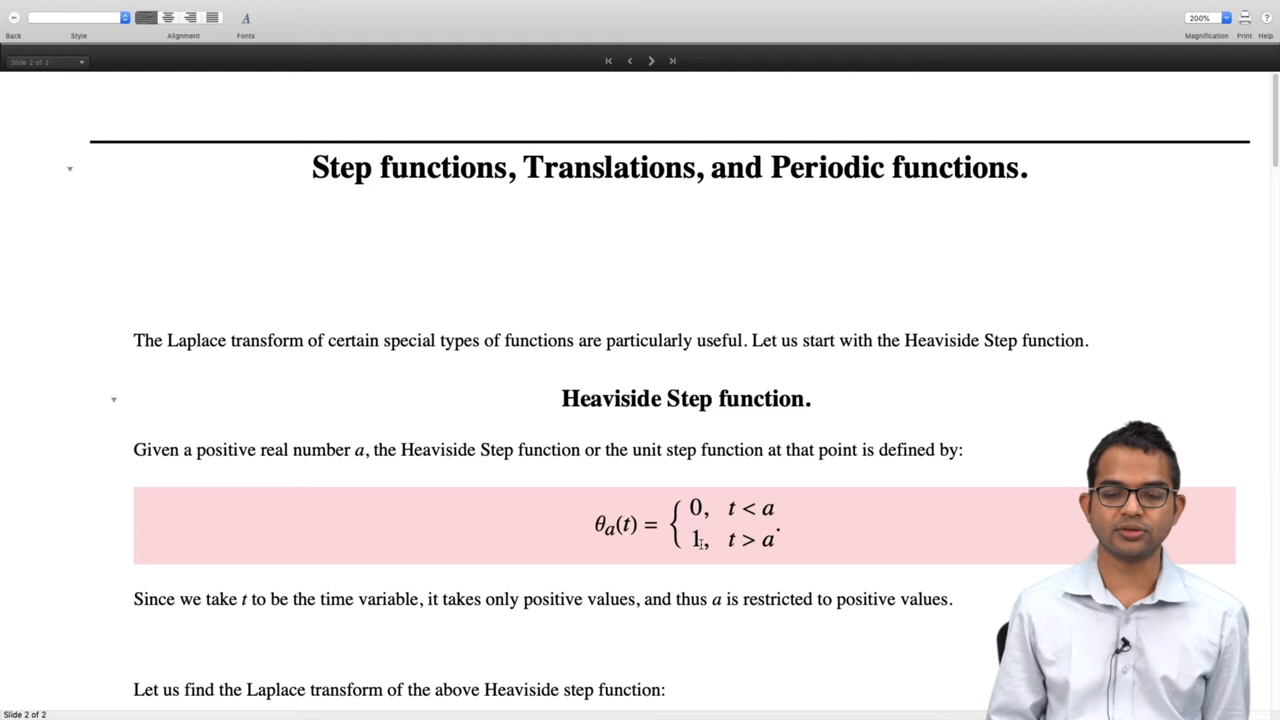 200%
Back Style Alignment Fonts Magnification Print Help
Slide 2 of 2
Step functions, Translations, and Periodic functions.
The Laplace transform of certain special types of functions are particularly useful. Let us start with the Heaviside Step function.
Heaviside Step function.
Given a positive real number a, the Heaviside Step function or the unit step function at that point is defined by:
θa(t) = { 0, t < a
1, t > a .
Since we take t to be the time variable, it takes only positive values, and thus a is restricted to positive values.
Let us find the Laplace transform of the above Heaviside step function:
Slide 2 of 2